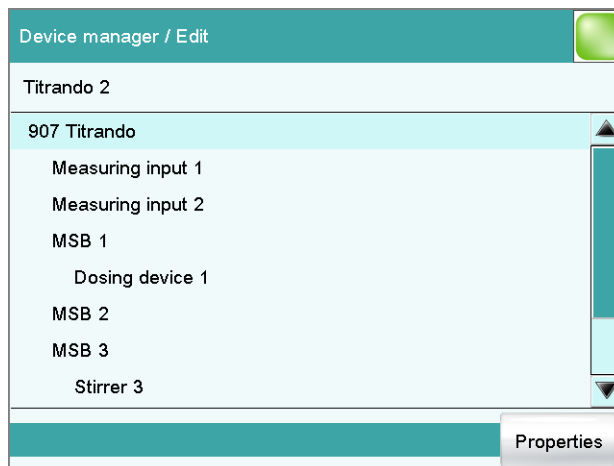 Device manager / Edit
Titrando 2
907 Titrando
Measuring input 1
Measuring input 2
MSB 1
Dosing device 1
MSB 2
MSB 3
Stirrer 3
Properties